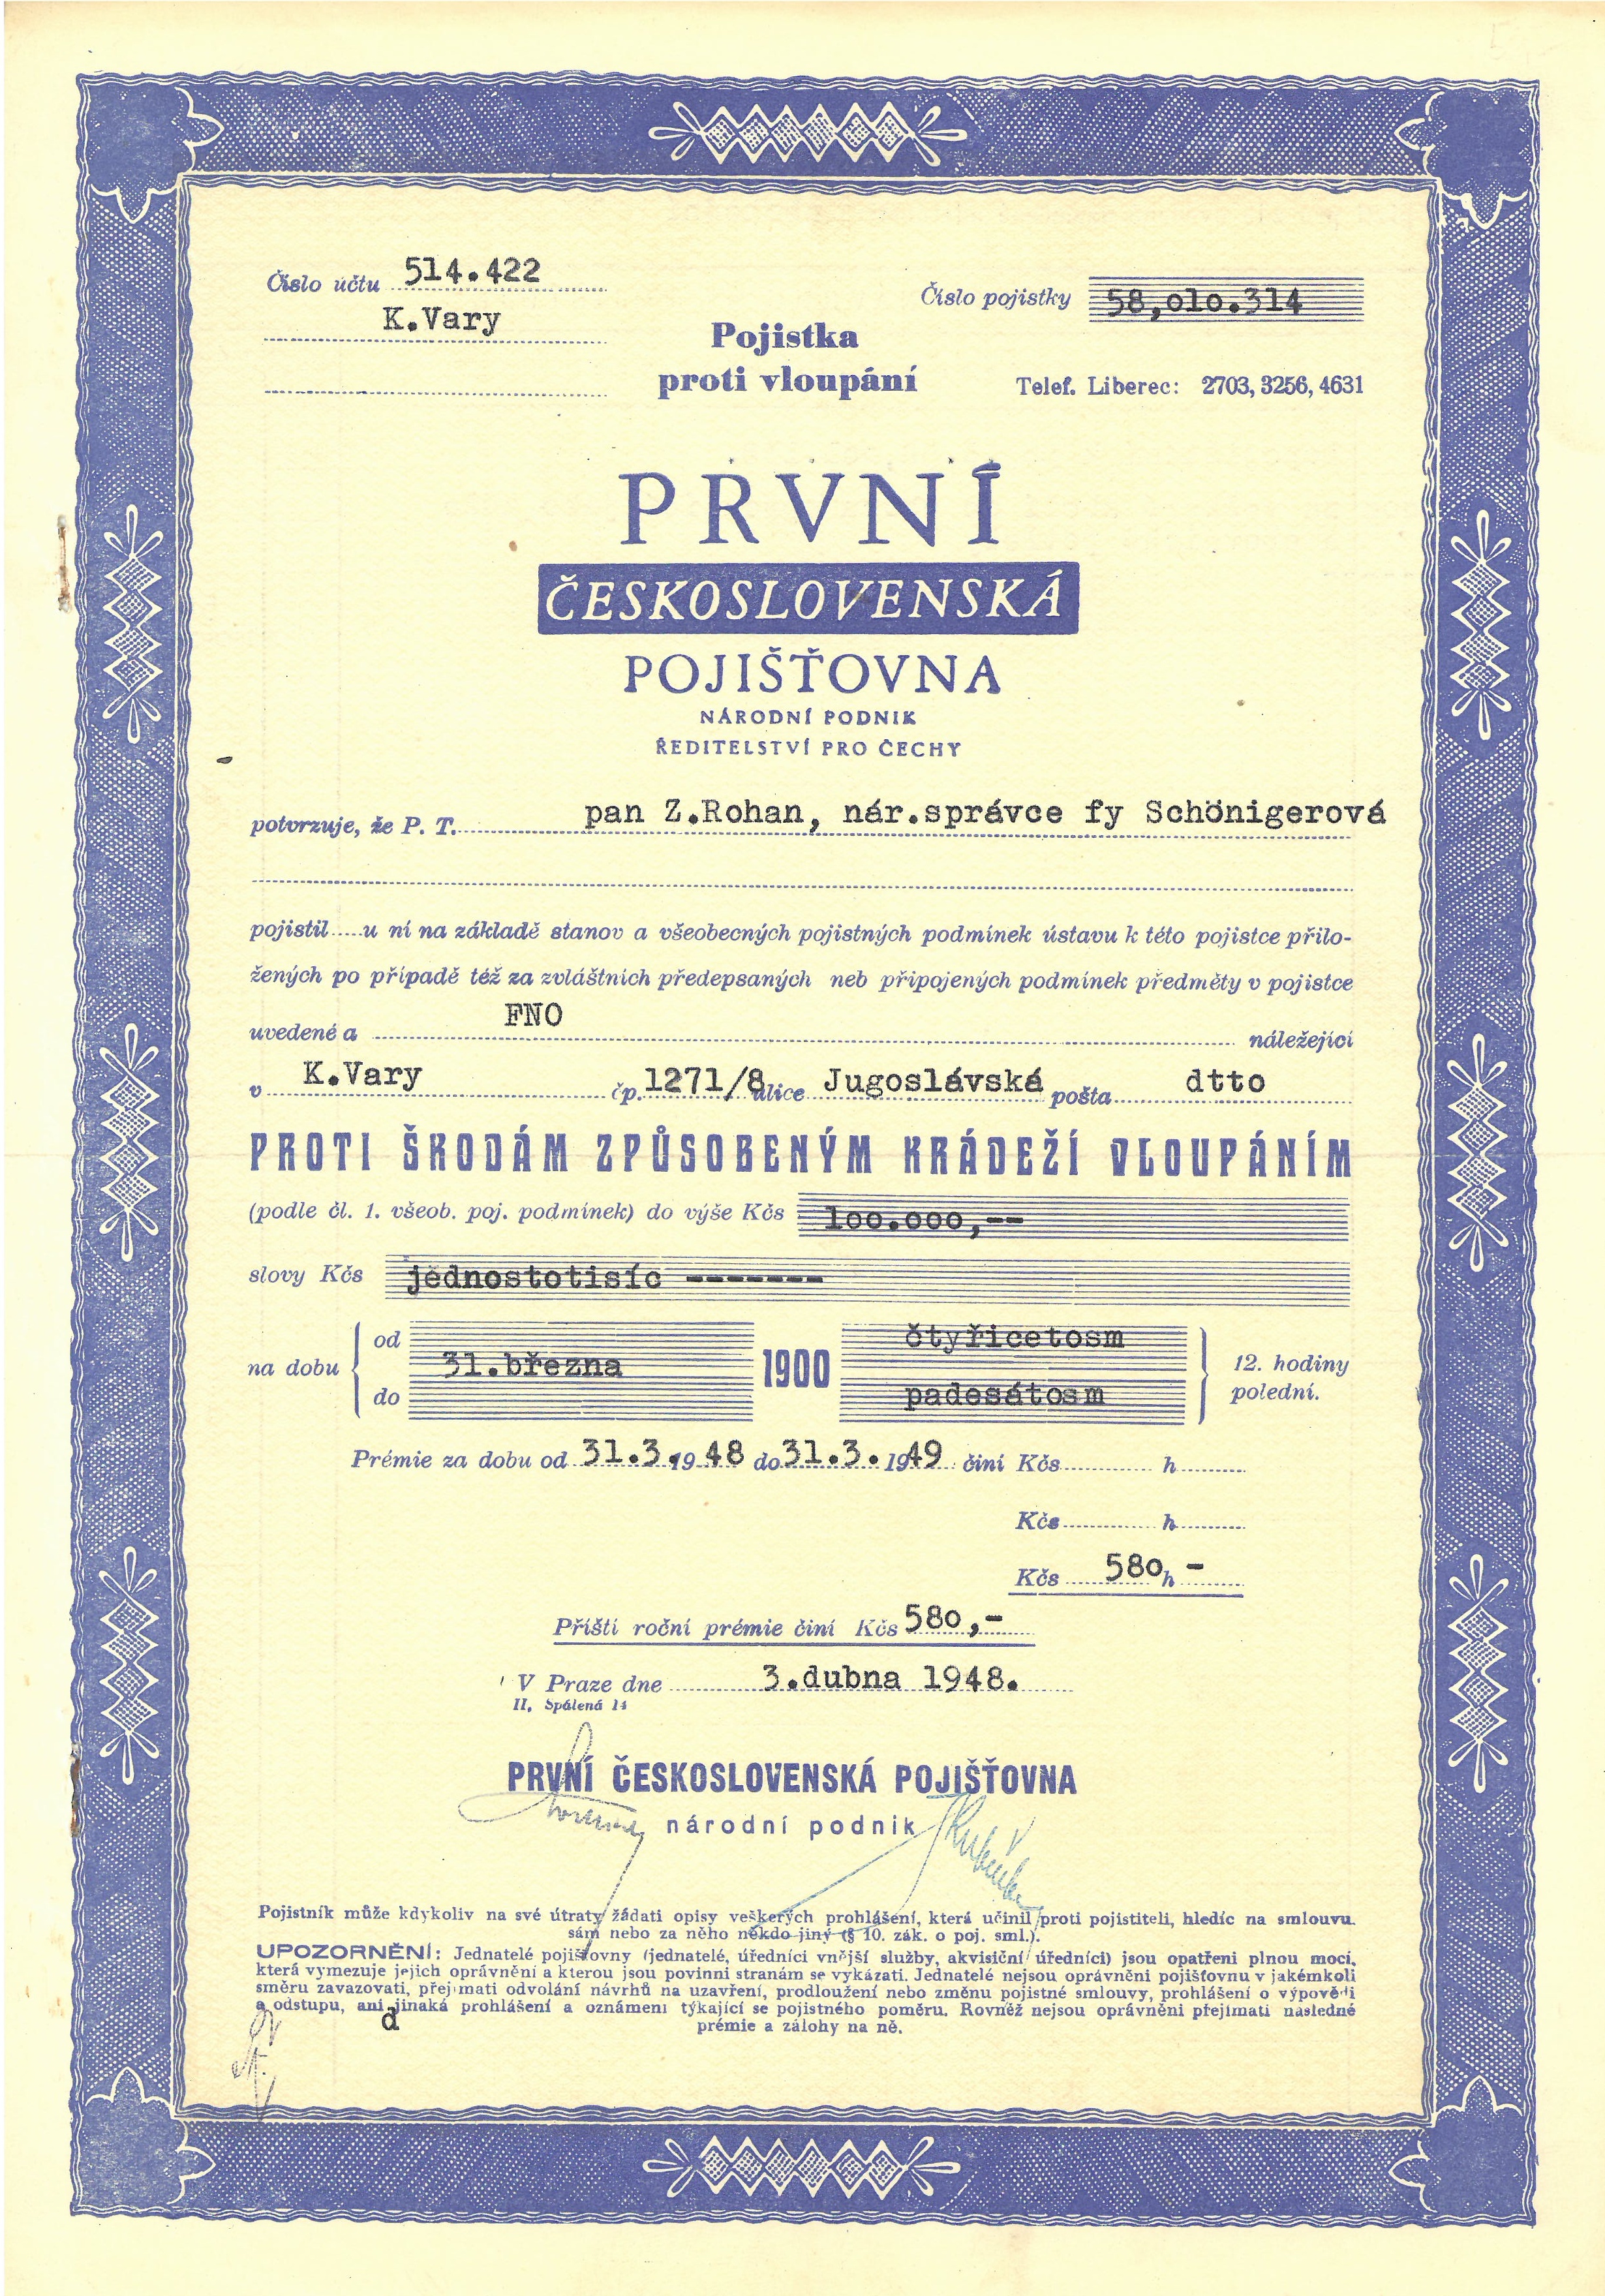 Číslo účtu 514.422
K.Vary
Číslo pojistky 58,olo.314
Pojistka
proti vloupání
Telef. Liberec: 2703, 3256, 4631
PRVNÍ
ČESKOSLOVENSKÁ
POJIŠŤOVNA
NÁRODNÍ PODNIK
ŘEDITELSTVÍ PRO ČECHY
potvrzuje, že P. T. pan Z.Rohan, nár.správce fy Schönigerová
pojistil.....u ní na základě stanov a všeobecných pojistných podmínek ústavu k této pojistce přilo-
žených po případě též za zvláštních předepsaných neb připojených podmínek předměty v pojistce
uvedené a FNO náležející
v K.Vary čp. 1271/8 ulice Jugoslávská pošta dtto
PROTI ŠKODÁM ZPŮSOBENÝM KRÁDEŽÍ VLOUPÁNÍM
(podle čl. 1. všeob. poj. podmínek) do výše Kčs loo.ooo,--
slovy Kčs jednostotisíc -------
na dobu od do 31.března 1900 čtyřicetosm padesátosm 12. hodiny polední.
Prémie za dobu od 31.3.1948 do 31.3.1949 činí Kčs h
Kčs h
Kčs 58o h -
Příští roční prémie činí Kčs 58o,-
V Praze dne 3.dubna 1948.
II, Spálená 14
PRVNÍ ČESKOSLOVENSKÁ POJIŠŤOVNA
národní podnik
Pojistník může kdykoliv na své útraty žádati opisy veškerých prohlášení, která učinil proti pojistiteli, hledíc na smlouvu.
sám nebo za něho někdo jiný (§ 10. zák. o poj. sml.).
UPOZORNĚNÍ: Jednatelé pojišťovny (jednatelé, úředníci vnější služby, akvisiční úředníci) jsou opatřeni plnou mocí,
která vymezuje jejich oprávnění a kterou jsou povinni stranám se vykázati. Jednatelé nejsou oprávněni pojišťovnu v jakémkoli
směru zavazovati, přejímati odvolání návrhů na uzavření, prodloužení nebo změnu pojistné smlouvy, prohlášení o výpovědi
a odstupu, ani jinaká prohlášení a oznámení týkající se pojistného poměru. Rovněž nejsou oprávněni přejímati následné
prémie a zálohy na ně.
d